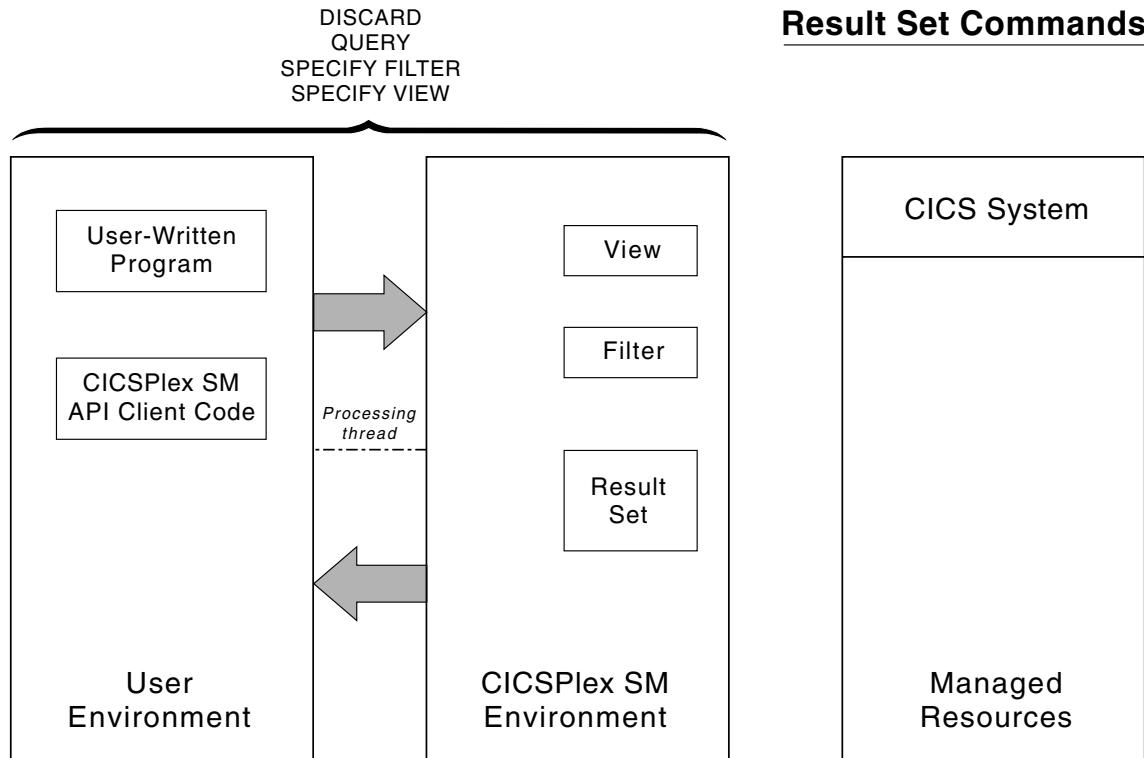 DISCARD
QUERY
SPECIFY FILTER
SPECIFY VIEW
Result Set Commands
User-Written
Program
CICSPlex SM
API Client Code
User
Environment
Processing
thread
View
Filter
Result
Set
CICSPlex SM
Environment
CICS System
Managed
Resources